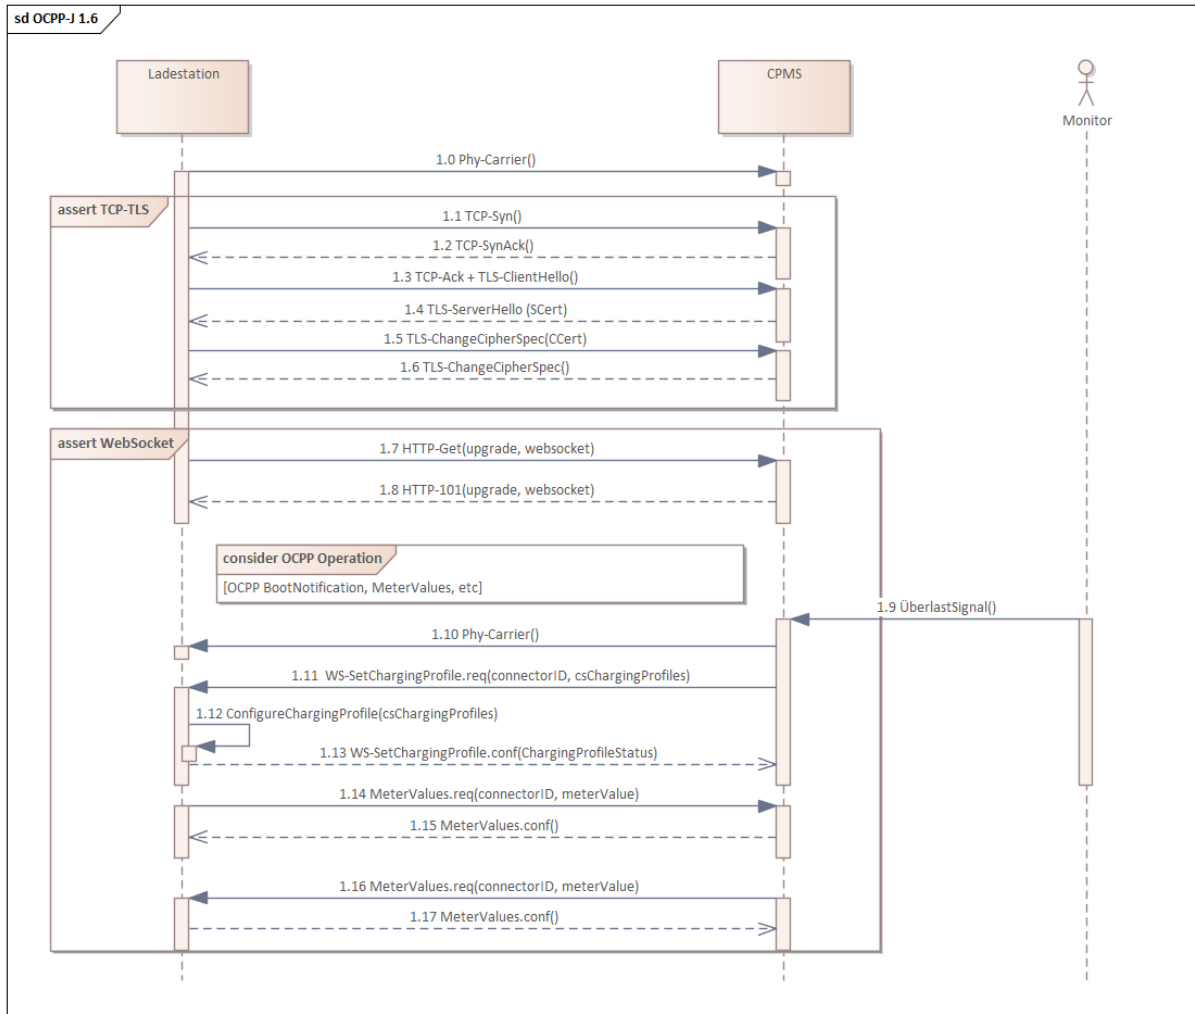 sd OCPP-J 1.6
Ladestation
CPMS
Monitor
1.0 Phy-Carrier()
assert TCP-TLS
1.1 TCP-Syn()
1.2 TCP-SynAck()
1.3 TCP-Ack + TLS-ClientHello()
1.4 TLS-ServerHello (SCert)
1.5 TLS-ChangeCipherSpec(CCert)
1.6 TLS-ChangeCipherSpec()
assert WebSocket
1.7 HTTP-Get(upgrade, websocket)
1.8 HTTP-101(upgrade, websocket)
consider OCPP Operation
[OCPP BootNotification, MeterValues, etc]
1.9 ÜberlastSignal()
1.10 Phy-Carrier()
1.11 WS-SetChargingProfile.req(connectorID, csChargingProfiles)
1.12 ConfigureChargingProfile(csChargingProfiles)
1.13 WS-SetChargingProfile.conf(ChargingProfileStatus)
1.14 MeterValues.req(connectorID, meterValue)
1.15 MeterValues.conf()
1.16 MeterValues.req(connectorID, meterValue)
1.17 MeterValues.conf()